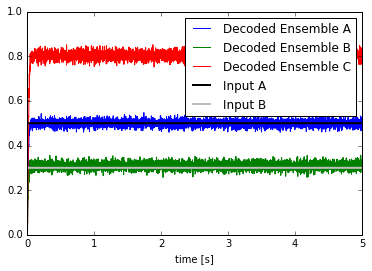 1.0
0.8
0.6
0.4
0.2
0.0
Decoded Ensemble A
Decoded Ensemble B
Decoded Ensemble C
Input A
Input B
0 1 2 3 4 5
time [s]